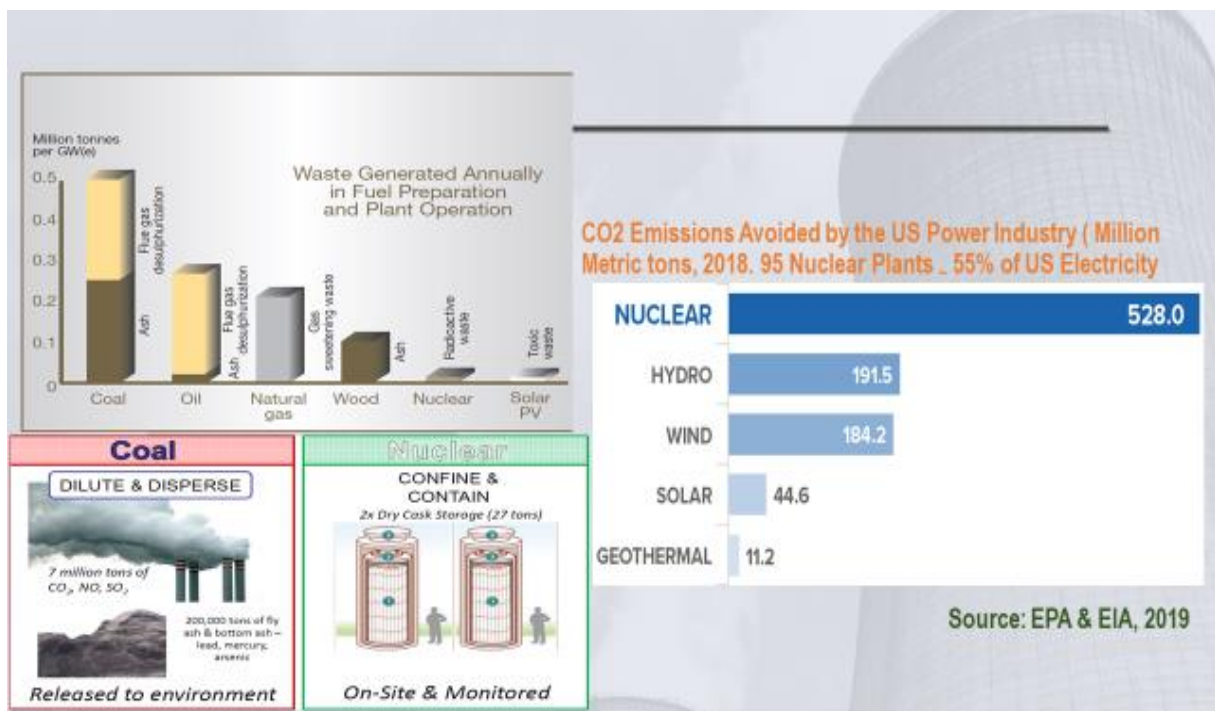 Million tonnes
per GW(e)
Waste Generated Annually
in Fuel Preparation
and Plant Operation
0.5
0.4
0.3
0.2
0.1
0
Flue gas
desulphurization
Ash
Flue gas
desulphurization
Ash
Gas
sweetening waste
Ash
Radioactive
waste
Toxic
waste
Coal
Oil
Natural
gas
Wood
Nuclear
Solar
PV
CO2 Emissions Avoided by the US Power Industry ( Million
Metric tons, 2018. 95 Nuclear Plants _ 55% of US Electricity
NUCLEAR 528.0
HYDRO 191.5
WIND 184.2
SOLAR 44.6
GEOTHERMAL 11.2
Source: EPA & EIA, 2019
Coal
DILUTE & DISPERSE
7 million tons of
CO₂, NO, SO₂
200,000 tons of fly
ash & bottom ash –
lead, mercury,
arsenic
Released to environment
Nuclear
CONFINE &
CONTAIN
2x Dry Cask Storage (27 tons)
On-Site & Monitored